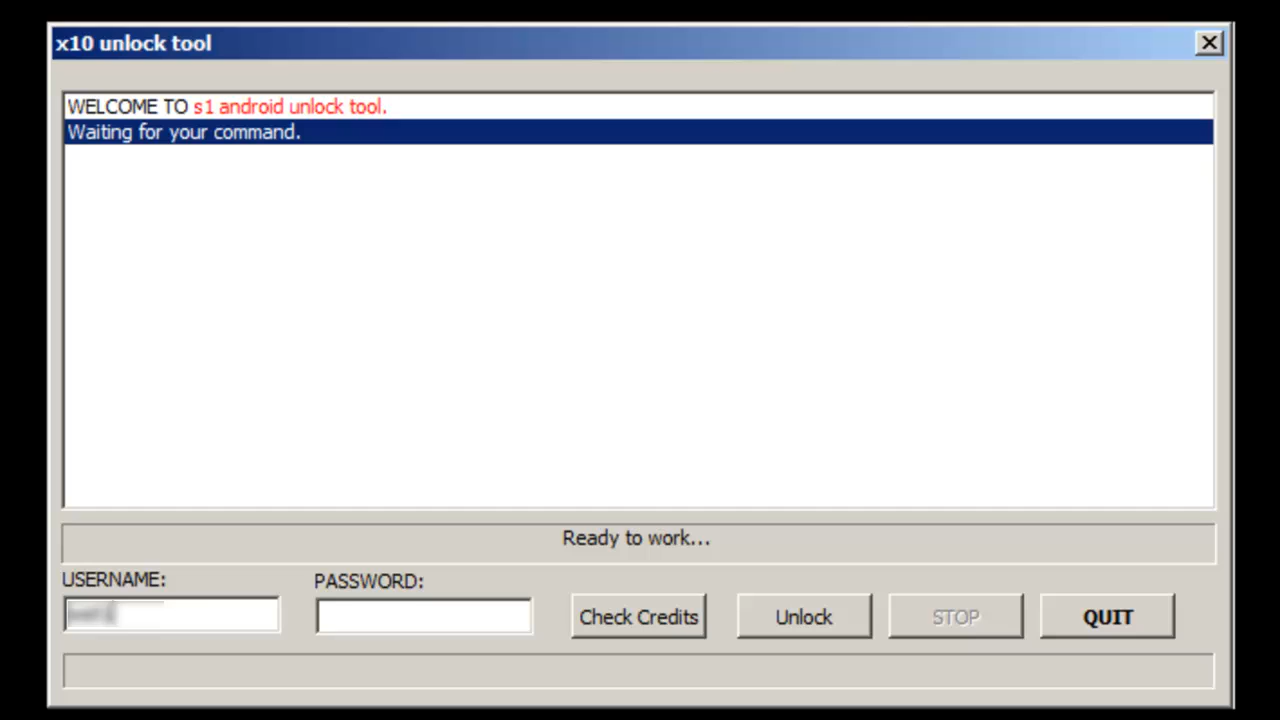 x10 unlock tool
WELCOME TO s1 android unlock tool.
Waiting for your command.
Ready to work...
USERNAME:
PASSWORD:
Check Credits
Unlock
STOP
QUIT